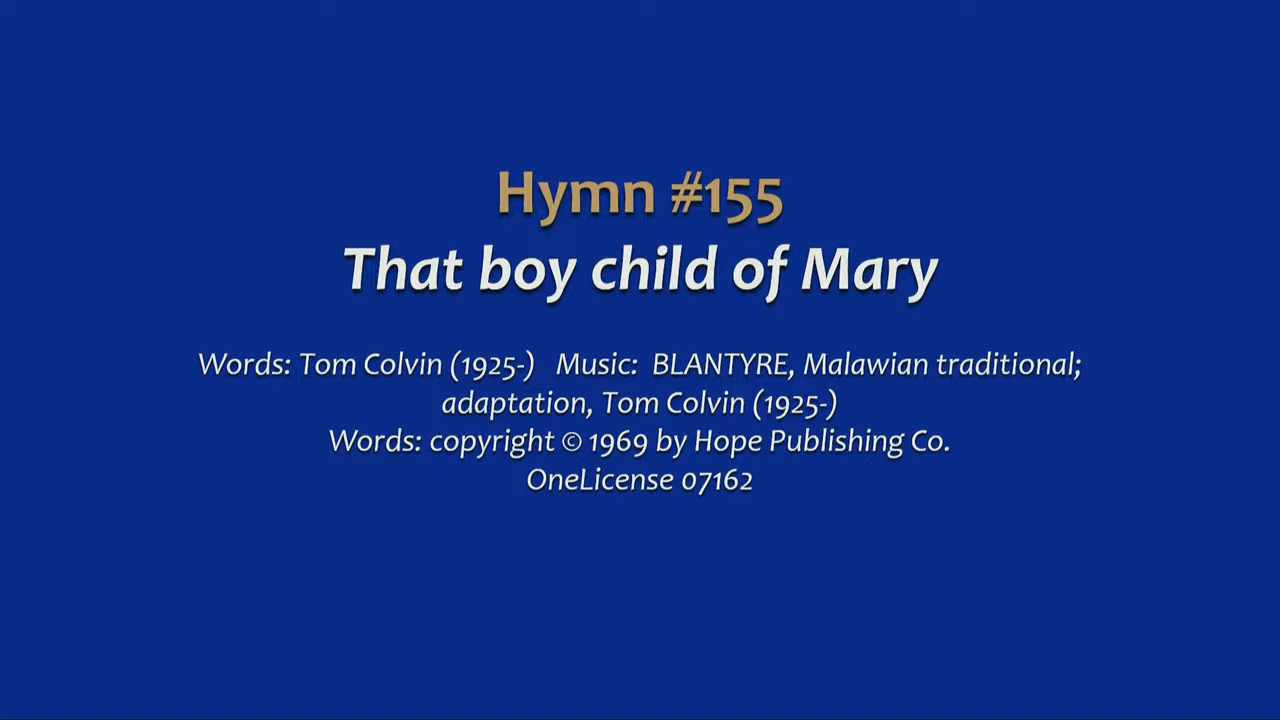 Hymn #155
That boy child of Mary
Words: Tom Colvin (1925-)   Music:  BLANTYRE, Malawian traditional;
adaptation, Tom Colvin (1925-)
Words: copyright © 1969 by Hope Publishing Co.
OneLicense 07162